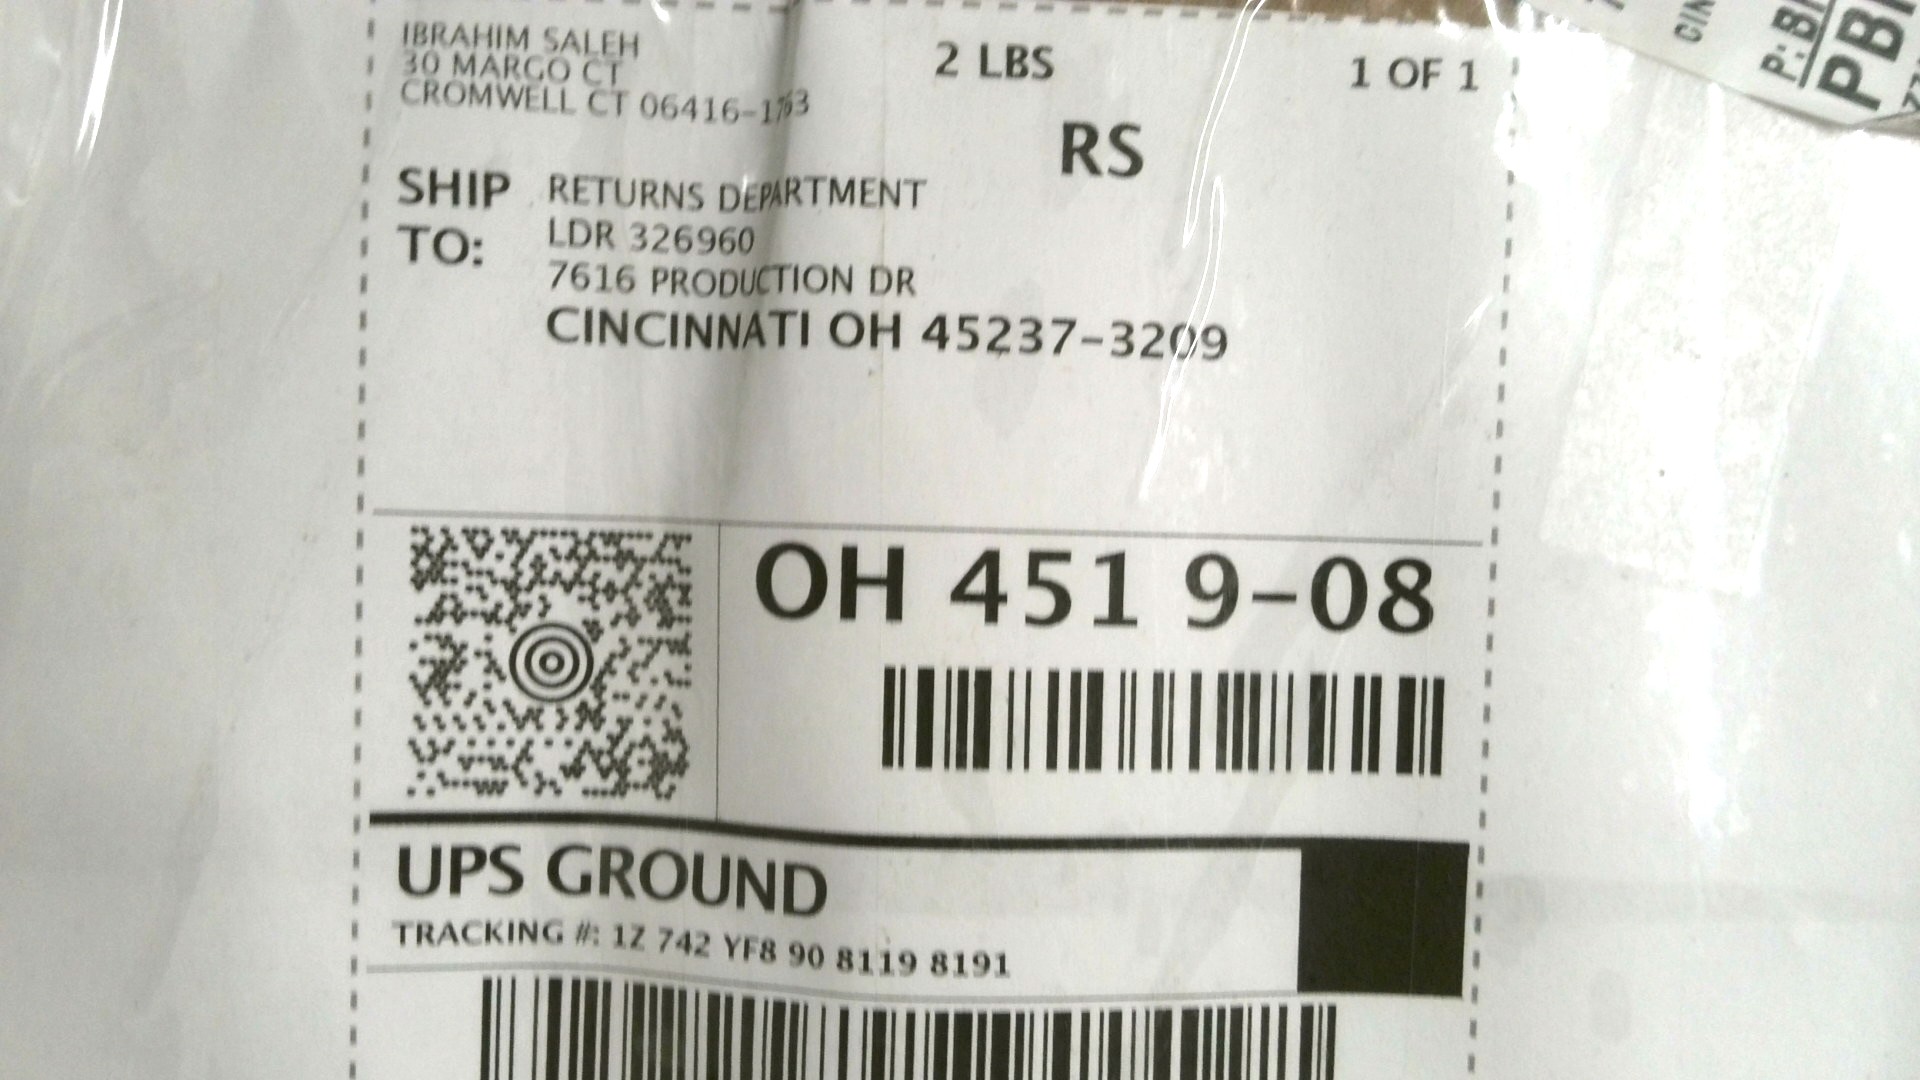 IBRAHIM SALEH
30 MARGO CT
CROMWELL CT
2 LBS
1 OF 1
RS
SHIP TO:
RETURNS DEPARTMENT
LDR 326960
7616 PRODUCTION DR
CINCINNATI OH 45237-3209
OH 451 9-08
UPS GROUND
TRACKING #: 1Z 742 YF8 90 8119 8191
CIN